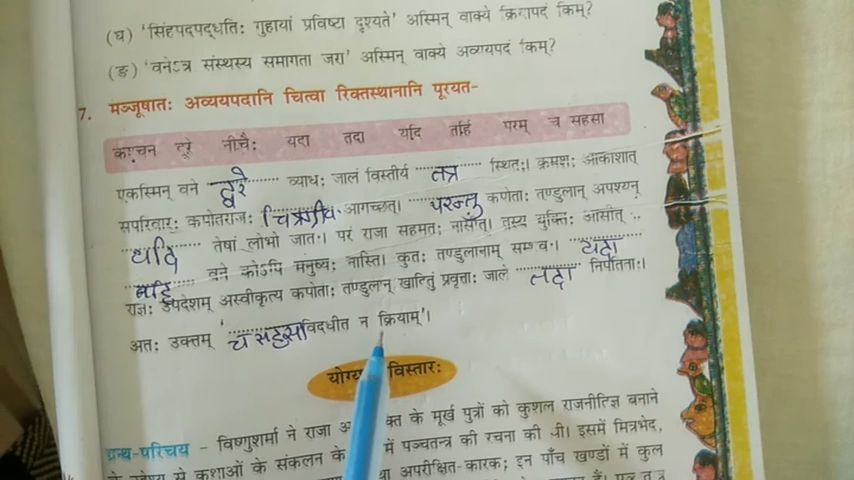 (घ) 'सिंहपदपद्धतिः गुहायां प्रविष्टा दृश्यते' अस्मिन् वाक्ये क्रियापदं किम्?
(ङ) 'वनेऽत्र संस्थस्य समागता जरा' अस्मिन् वाक्ये अव्ययपदं किम्?
7. मञ्जूषातः अव्ययपदानि चित्वा रिक्तस्थानानि पूरयत-
कश्चन दूरे नीचैः यदा तदा यदि तर्हि परम् च सहसा
एकस्मिन् वने दूरे व्याधः जालं विस्तीर्य तत्र स्थितः। क्रमशः आकाशात्
सपरिवारः कपोतराजः चित्रग्रीव आगच्छत्। परन्तु कपोताः तण्डुलान् अपश्यन्
यदि तेषां लोभो जातः। परं राजा सहमतः नासीत्। तस्य युक्तिः आसीत्
वने कोऽपि मनुष्यः नास्ति। कुतः तण्डुलानाम् सम्भवः। यदा
राज्ञः उपदेशम् अस्वीकृत्य कपोताः तण्डुलान् खादितुं प्रवृत्ताः जाले तदा निपतिताः।
अतः उक्तम् 'च सहसा विदधीत न क्रियाम्'।
विस्तारः
ग्रन्थ-परिचय – विष्णुशर्मा ने राजा के मूर्ख पुत्रों को कुशल राजनीतिज्ञ बनाने
के उद्देश्य से कथाओं के संकलन के में पञ्चतन्त्र की रचना की थी। इसमें मित्रभेद,
अपरीक्षित-कारक; इन पाँच खण्डों में कुल